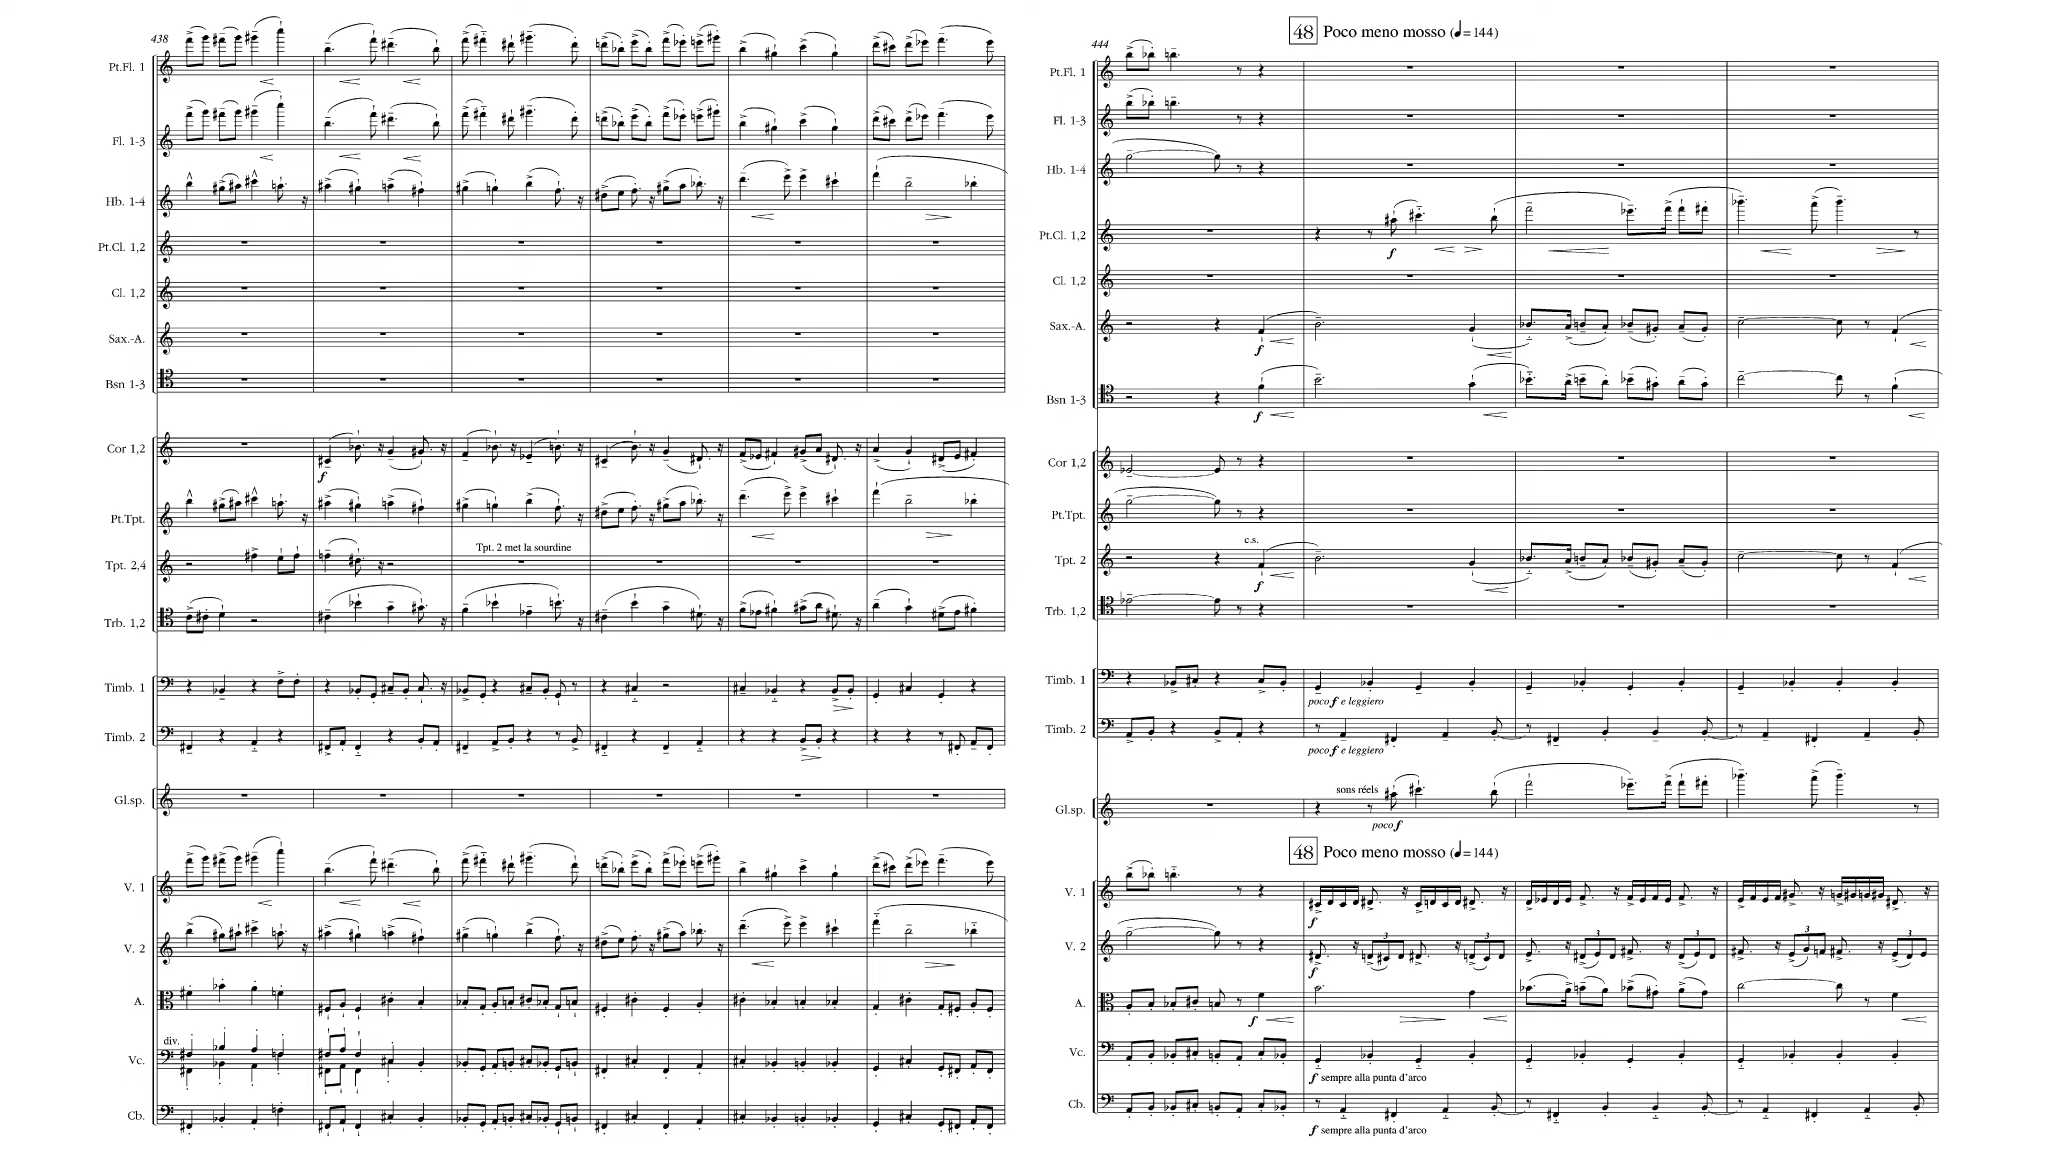 438
Pt.Fl. 1
Fl. 1-3
Hb. 1-4
Pt.Cl. 1,2
Cl. 1,2
Sax.-A.
Bsn 1-3
Cor 1,2
f
Pt.Tpt.
Tpt. 2 met la sourdine
Tpt. 2,4
Trb. 1,2
Timb. 1
Timb. 2
Gl.sp.
V. 1
V. 2
A.
div.
Vc.
Cb.
48 Poco meno mosso (♩=144)
444
Pt.Fl. 1
Fl. 1-3
Hb. 1-4
Pt.Cl. 1,2
f
Cl. 1,2
Sax.-A.
f
Bsn 1-3
f
Cor 1,2
Pt.Tpt.
c.s.
Tpt. 2
f
Trb. 1,2
Timb. 1
poco f e leggiero
Timb. 2
poco f e leggiero
sons réels
Gl.sp.
poco f
48 Poco meno mosso (♩=144)
V. 1
f
3 3 3 3 3 3
V. 2
f
A.
f
Vc.
f sempre alla punta d'arco
Cb.
f sempre alla punta d'arco